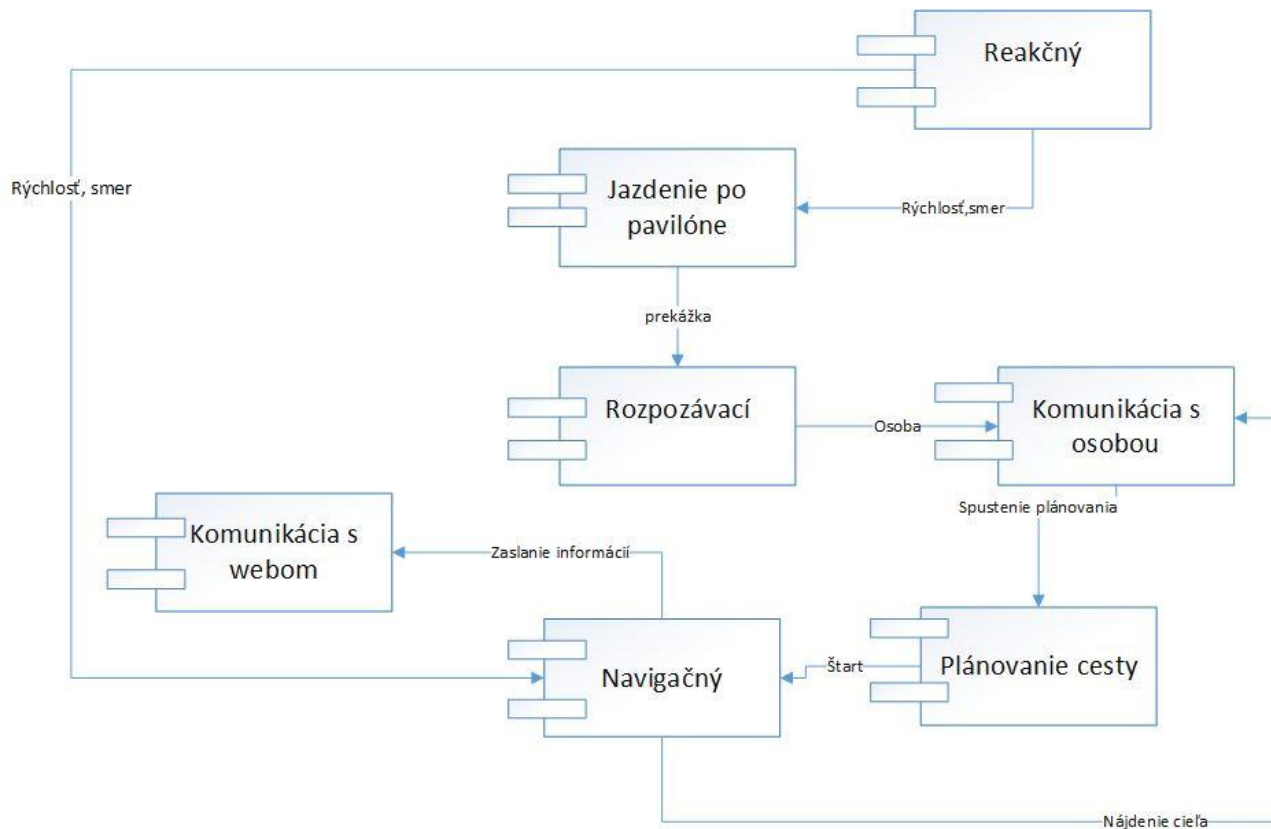 Reakčný
Rýchlosť, smer
Jazdenie po
pavilóne
Rýchlosť,smer
prekážka
Rozpozávací
Osoba
Komunikácia s
osobou
Spustenie plánovania
Komunikácia s
webom
Zaslanie informácií
Navigačný
Štart
Plánovanie cesty
Nájdenie cieľa